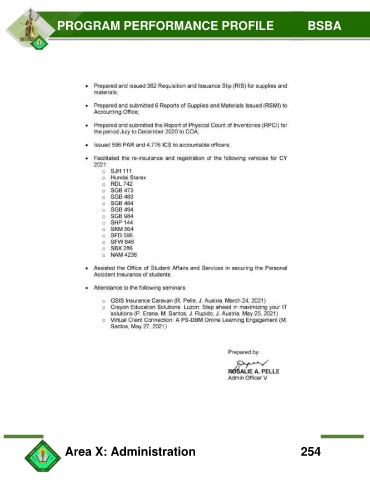 PROGRAM PERFORMANCE PROFILE BSBA
• Prepared and issued 362 Requisition and Issuance Slip (RIS) for supplies and
materials;
• Prepared and submitted 6 Reports of Supplies and Materials Issued (RSMI) to
Accounting Office;
• Prepared and submitted the Report of Physical Count of Inventories (RPCI) for
the period July to December 2020 to COA;
• Issued 596 PAR and 4,776 ICS to accountable officers;
• Facilitated the re-insurance and registration of the following vehicles for CY
2021:
o SJH 111
o Hundai Starex
o RDL 742
o SGB 473
o SGB 483
o SGB 484
o SGB 494
o SGB 984
o SHP 144
o SKM 964
o SFD 596
o SFW 846
o SBX 286
o NAM 4238
• Assisted the Office of Student Affairs and Services in securing the Personal
Accident Insurance of students
• Attendance to the following seminars
o GSIS Insurance Caravan (R. Pelle, J. Austria, March 24, 2021)
o Crayon Education Solutions Luzon: Step ahead in maximizing your IT
solutions (P. Erana, M. Santos, J. Rupido, J. Austria, May 25, 2021)
o Virtual Client Connection: A PS-DBM Online Learning Engagement (M.
Santos, May 27, 2021)
Prepared by:
ROSALIE A. PELLE
Admin Officer V
Area X: Administration 254